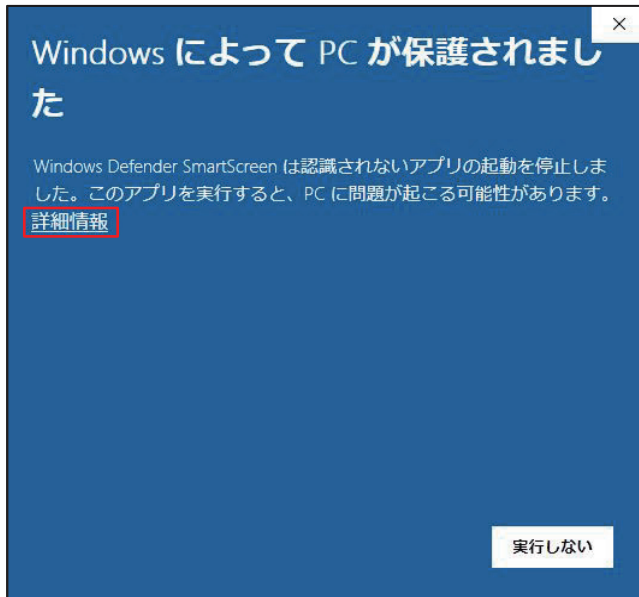 Windows によって PC が保護されまし
た
Windows Defender SmartScreen は認識されないアプリの起動を停止しま
した。このアプリを実行すると、PC に問題が起こる可能性があります。
詳細情報
実行しない